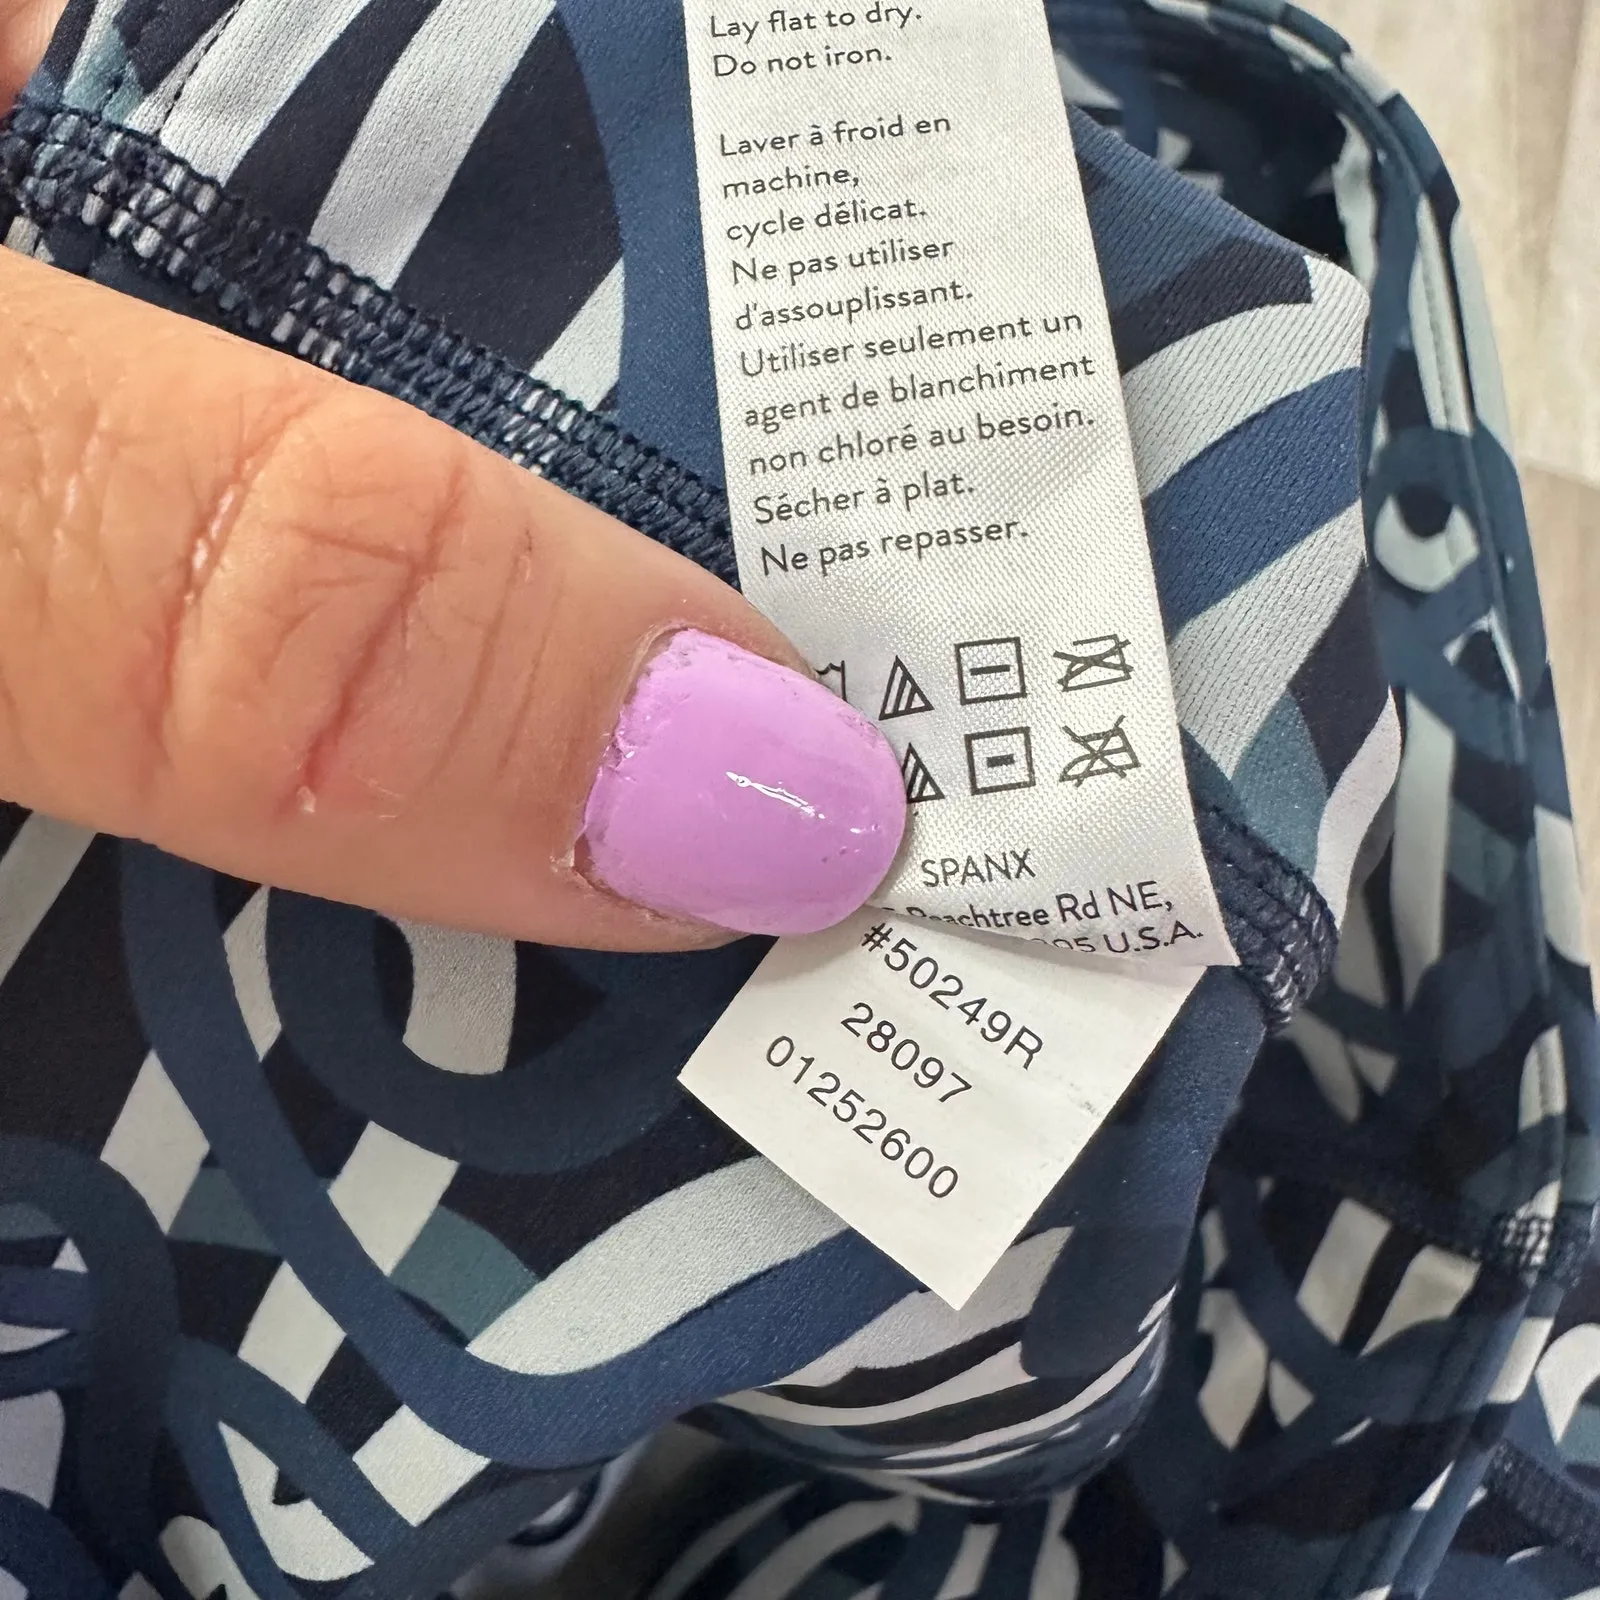 Lay flat to dry.
Do not iron.
Laver à froid en
machine,
cycle délicat.
Ne pas utiliser
d'assouplissant.
Utiliser seulement un
agent de blanchiment
non chloré au besoin.
Sécher à plat.
Ne pas repasser.
SPANX
Peachtree Rd NE,
U.S.A.
#50249R
28097
01252600